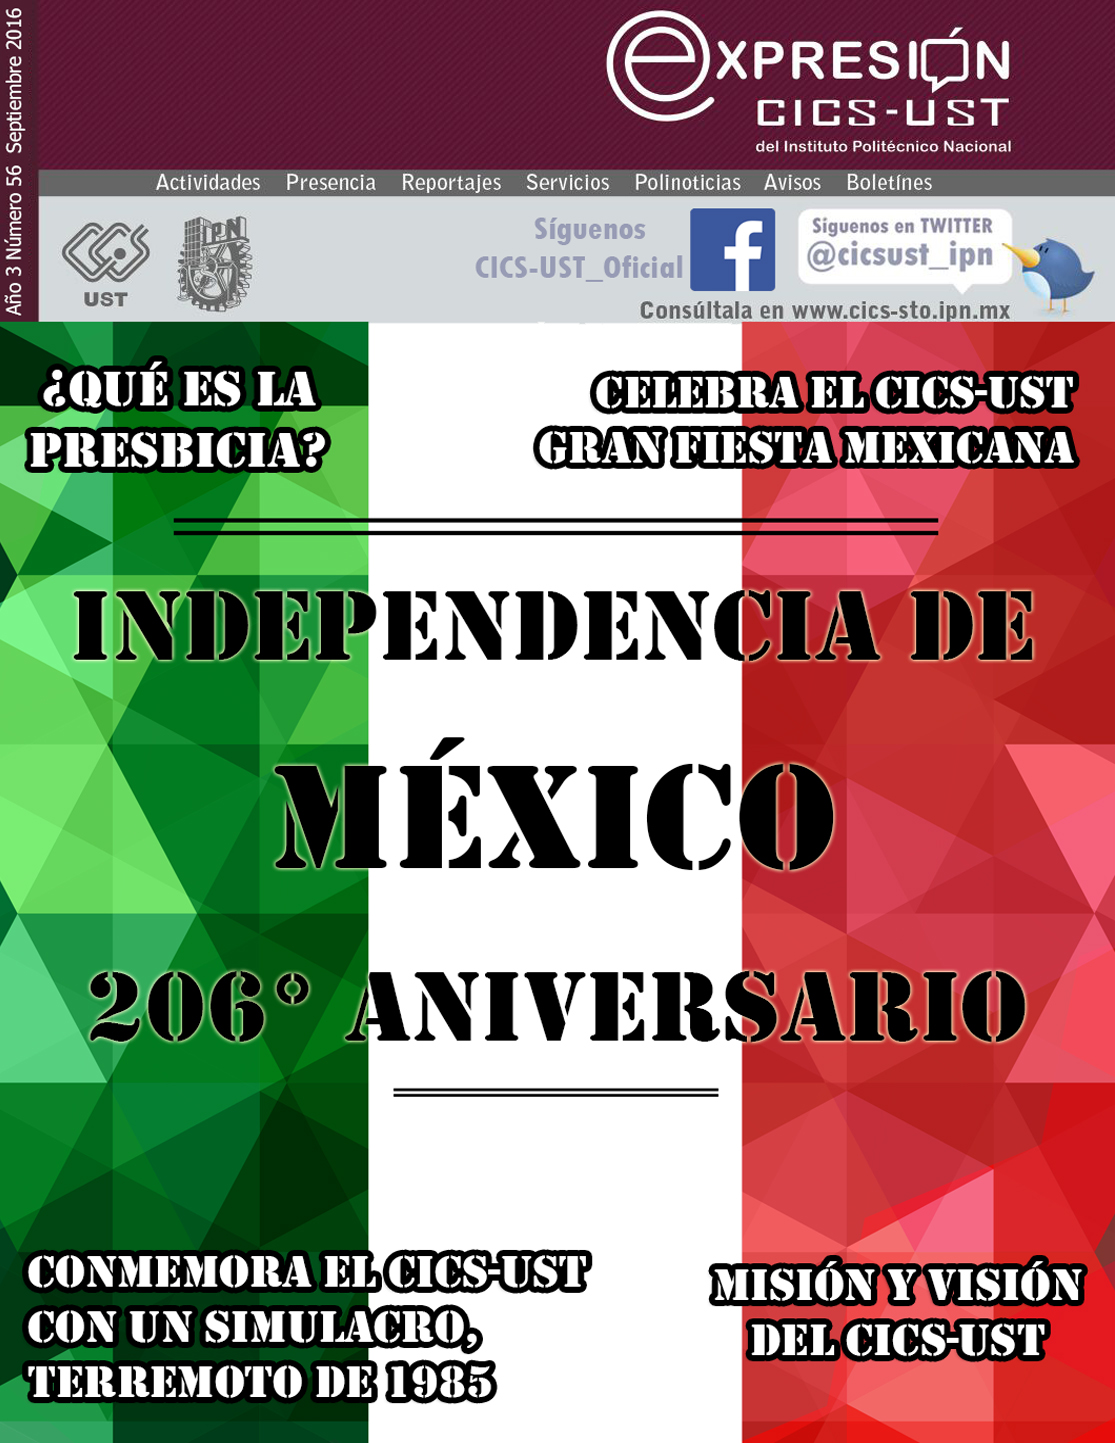 Año 3 Número 56 Septiembre 2016
eXPRESIÓN
CICS-UST
del Instituto Politécnico Nacional
Actividades Presencia Reportajes Servicios Polinoticias Avisos Boletínes
CICS
UST
IPN
Síguenos
CICS-UST_Oficial
f
Síguenos en TWITTER
@cicsust_ipn
Consúltala en www.cics-sto.ipn.mx
¿QUÉ ES LA
PRESBICIA?
CELEBRA EL CICS-UST
GRAN FIESTA MEXICANA
INDEPENDENCIA DE
MÉXICO
206° ANIVERSARIO
CONMEMORA EL CICS-UST
CON UN SIMULACRO,
TERREMOTO DE 1985
MISIÓN Y VISIÓN
DEL CICS-UST